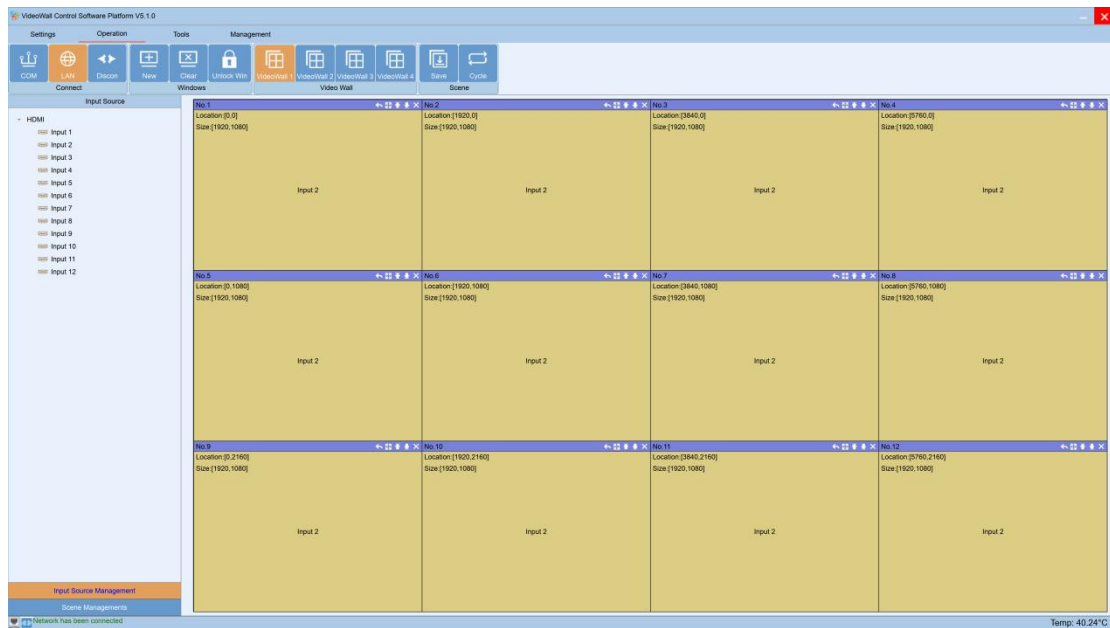 VideoWall Control Software Platform V5.1.0
Settings Operation Tools Management
COM LAN Discon New Clear Unlock Win VideoWall 1 VideoWall 2 VideoWall 3 VideoWall 4 Save Cycle
Connect Windows Video Wall Scene
Input Source
HDMI
Input 1
Input 2
Input 3
Input 4
Input 5
Input 6
Input 7
Input 8
Input 9
Input 10
Input 11
Input 12
Input Source Management
Scene Managements
No.1
Location:[0,0]
Size:[1920,1080]
Input 2
No.2
Location:[1920,0]
Size:[1920,1080]
Input 2
No.3
Location:[3840,0]
Size:[1920,1080]
Input 2
No.4
Location:[5760,0]
Size:[1920,1080]
Input 2
No.5
Location:[0,1080]
Size:[1920,1080]
Input 2
No.6
Location:[1920,1080]
Size:[1920,1080]
Input 2
No.7
Location:[3840,1080]
Size:[1920,1080]
Input 2
No.8
Location:[5760,1080]
Size:[1920,1080]
Input 2
No.9
Location:[0,2160]
Size:[1920,1080]
Input 2
No.10
Location:[1920,2160]
Size:[1920,1080]
Input 2
No.11
Location:[3840,2160]
Size:[1920,1080]
Input 2
No.12
Location:[5760,2160]
Size:[1920,1080]
Input 2
Network has been connected
Temp: 40.24°C